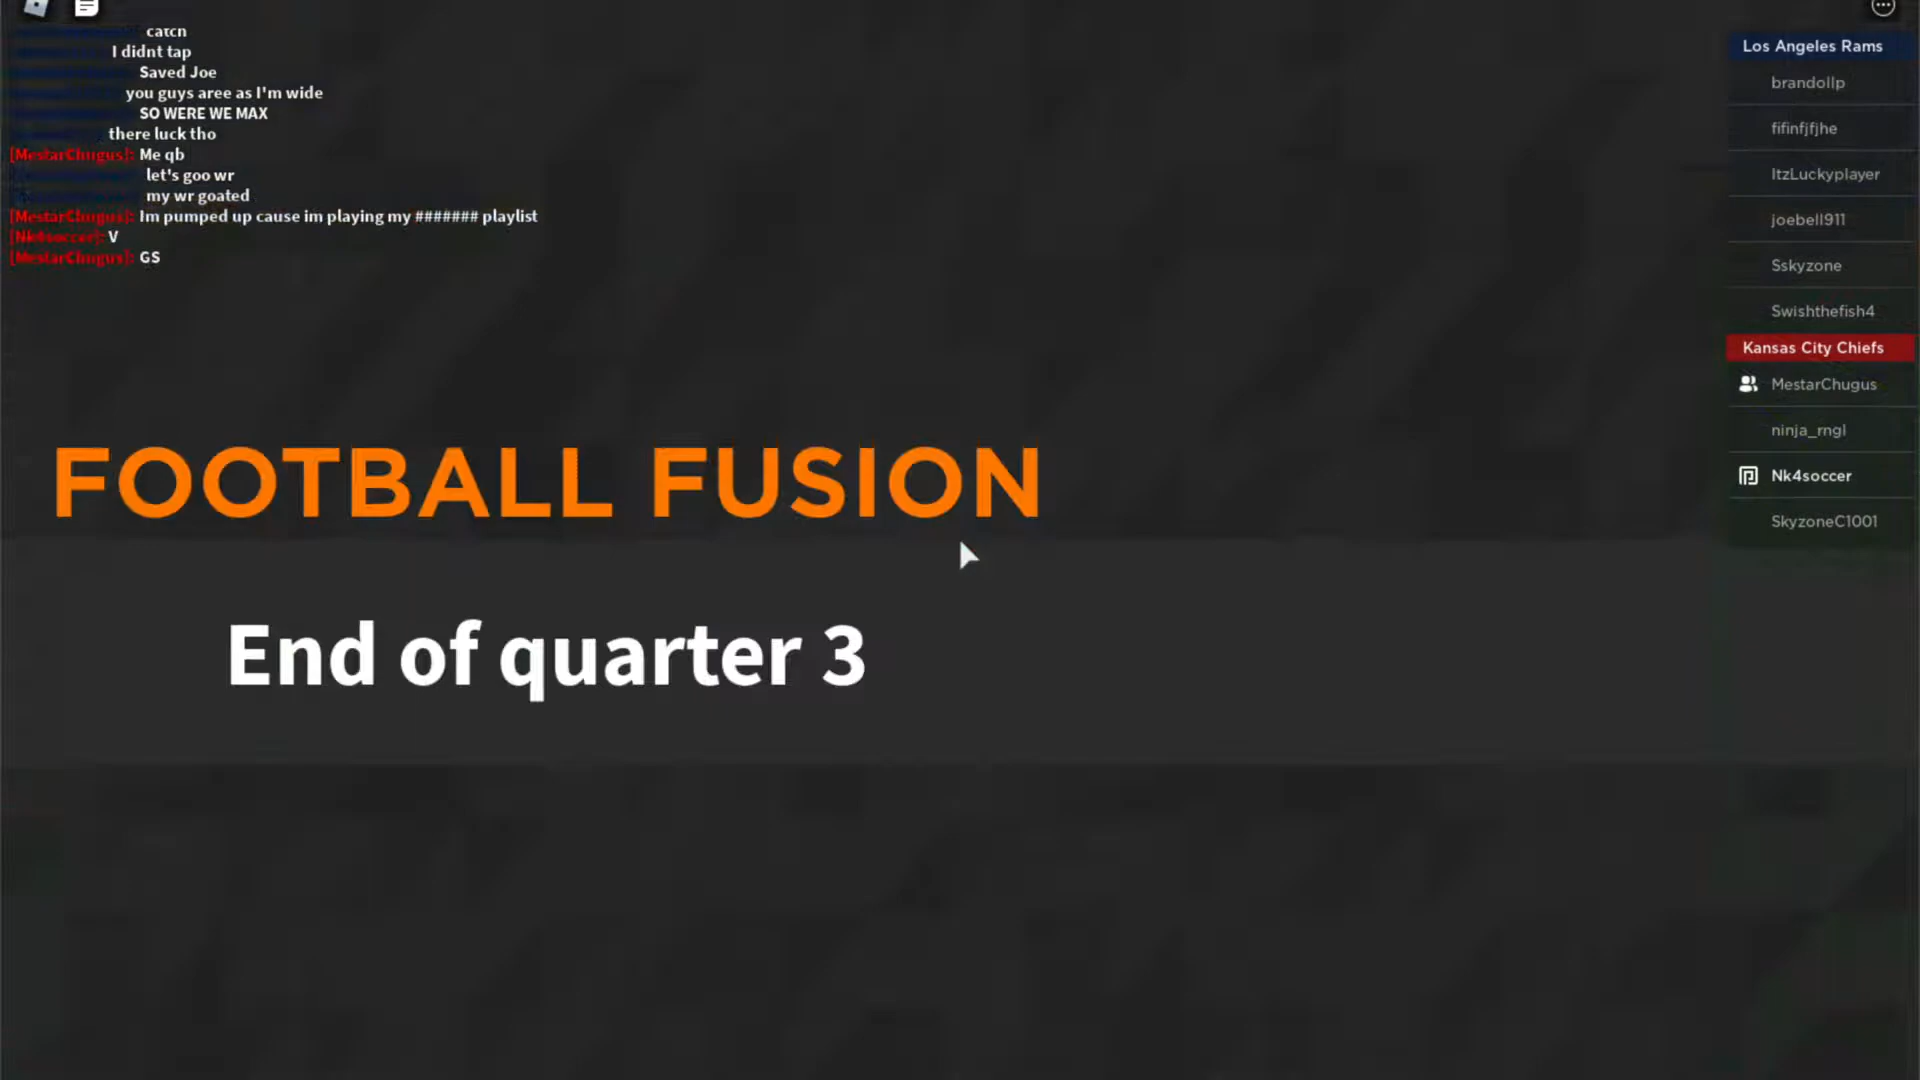 catch
I didnt tap
Saved Joe
you guys aree as I'm wide
SO WERE WE MAX
there luck tho
[MestarChugus]: Me qb
let's goo wr
my wr goated
[MestarChugus]: Im pumped up cause im playing my ####### playlist
[Nk4soccer]: V
[MestarChugus]: GS
Los Angeles Rams
brandollp
fifinfjfjhe
ItzLuckyplayer
joebell911
Sskyzone
Swishthefish4
Kansas City Chiefs
MestarChugus
ninja_rngl
Nk4soccer
SkyzoneC1001
FOOTBALL FUSION
End of quarter 3